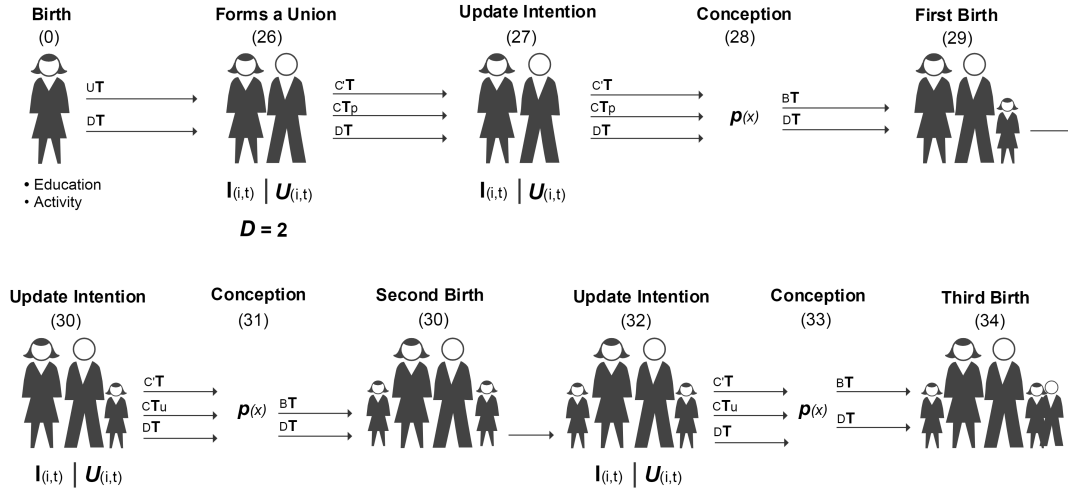 Birth
(0)
Forms a Union
(26)
Update Intention
(27)
Conception
(28)
First Birth
(29)
UT
DT
C'T
CTp
DT
C'T
CTp
DT
p(x)
BT
DT
• Education
• Activity
I(i,t) | U(i,t)
D = 2
I(i,t) | U(i,t)
Update Intention
(30)
Conception
(31)
Second Birth
(30)
Update Intention
(32)
Conception
(33)
Third Birth
(34)
C'T
CTu
DT
p(x)
BT
DT
C'T
CTu
DT
p(x)
BT
DT
I(i,t) | U(i,t)
I(i,t) | U(i,t)